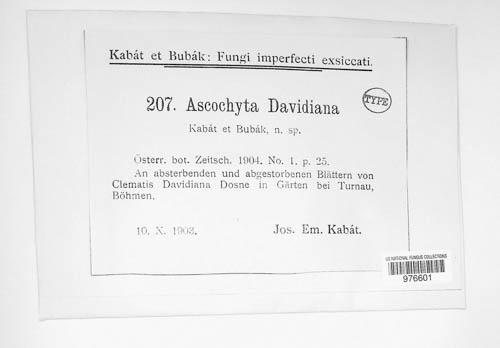 Kabát et Bubák: Fungi imperfecti exsiccati.
207. Ascochyta Davidiana
TYPE
Kabát et Bubák, n. sp.
Österr. bot. Zeitsch. 1904. No. 1. p. 25.
An absterbenden und abgestorbenen Blättern von
Clematis Davidiana Dosne in Gärten bei Turnau,
Böhmen.
10. X. 1903.
Jos. Em. Kabát.
US NATIONAL FUNGUS COLLECTIONS
976601